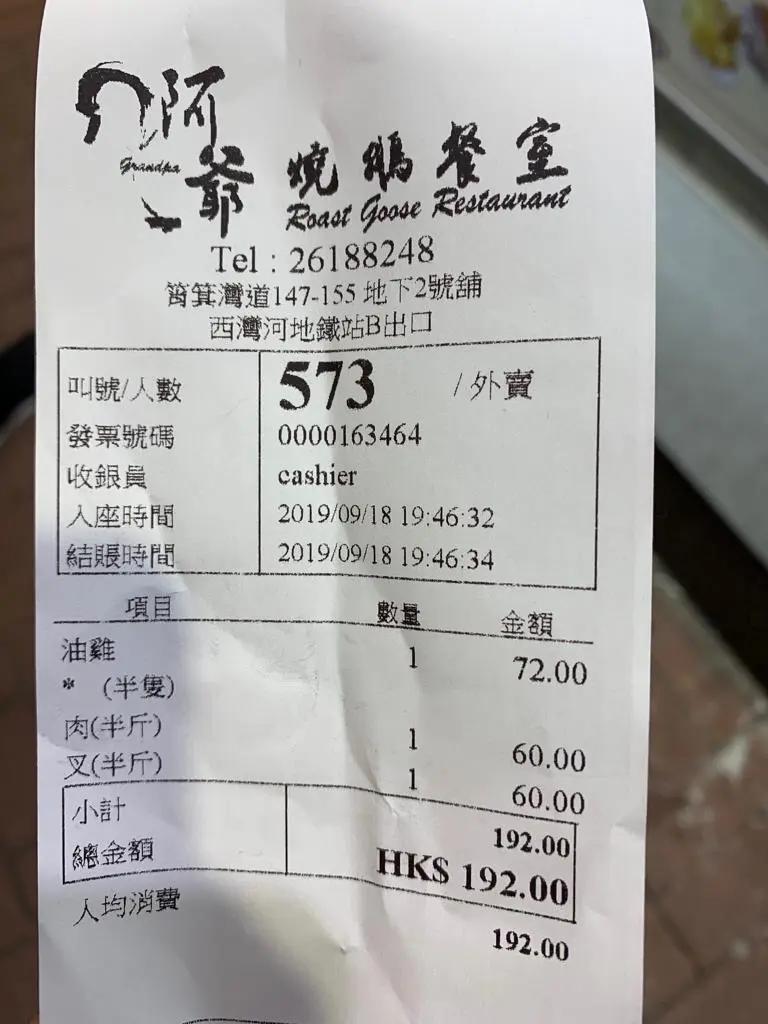 阿爺 燒鵝餐室
Grandpa Roast Goose Restaurant
Tel : 26188248
筲箕灣道147-155 地下2號舖
西灣河地鐵站B出口
叫號/人數 573 / 外賣
發票號碼 0000163464
收銀員 cashier
入座時間 2019/09/18 19:46:32
結賬時間 2019/09/18 19:46:34
項目 數量 金額
油雞 1 72.00
* (半隻)
肉(半斤) 1 60.00
叉(半斤) 1 60.00
小計 192.00
總金額 HK$ 192.00
人均消費 192.00